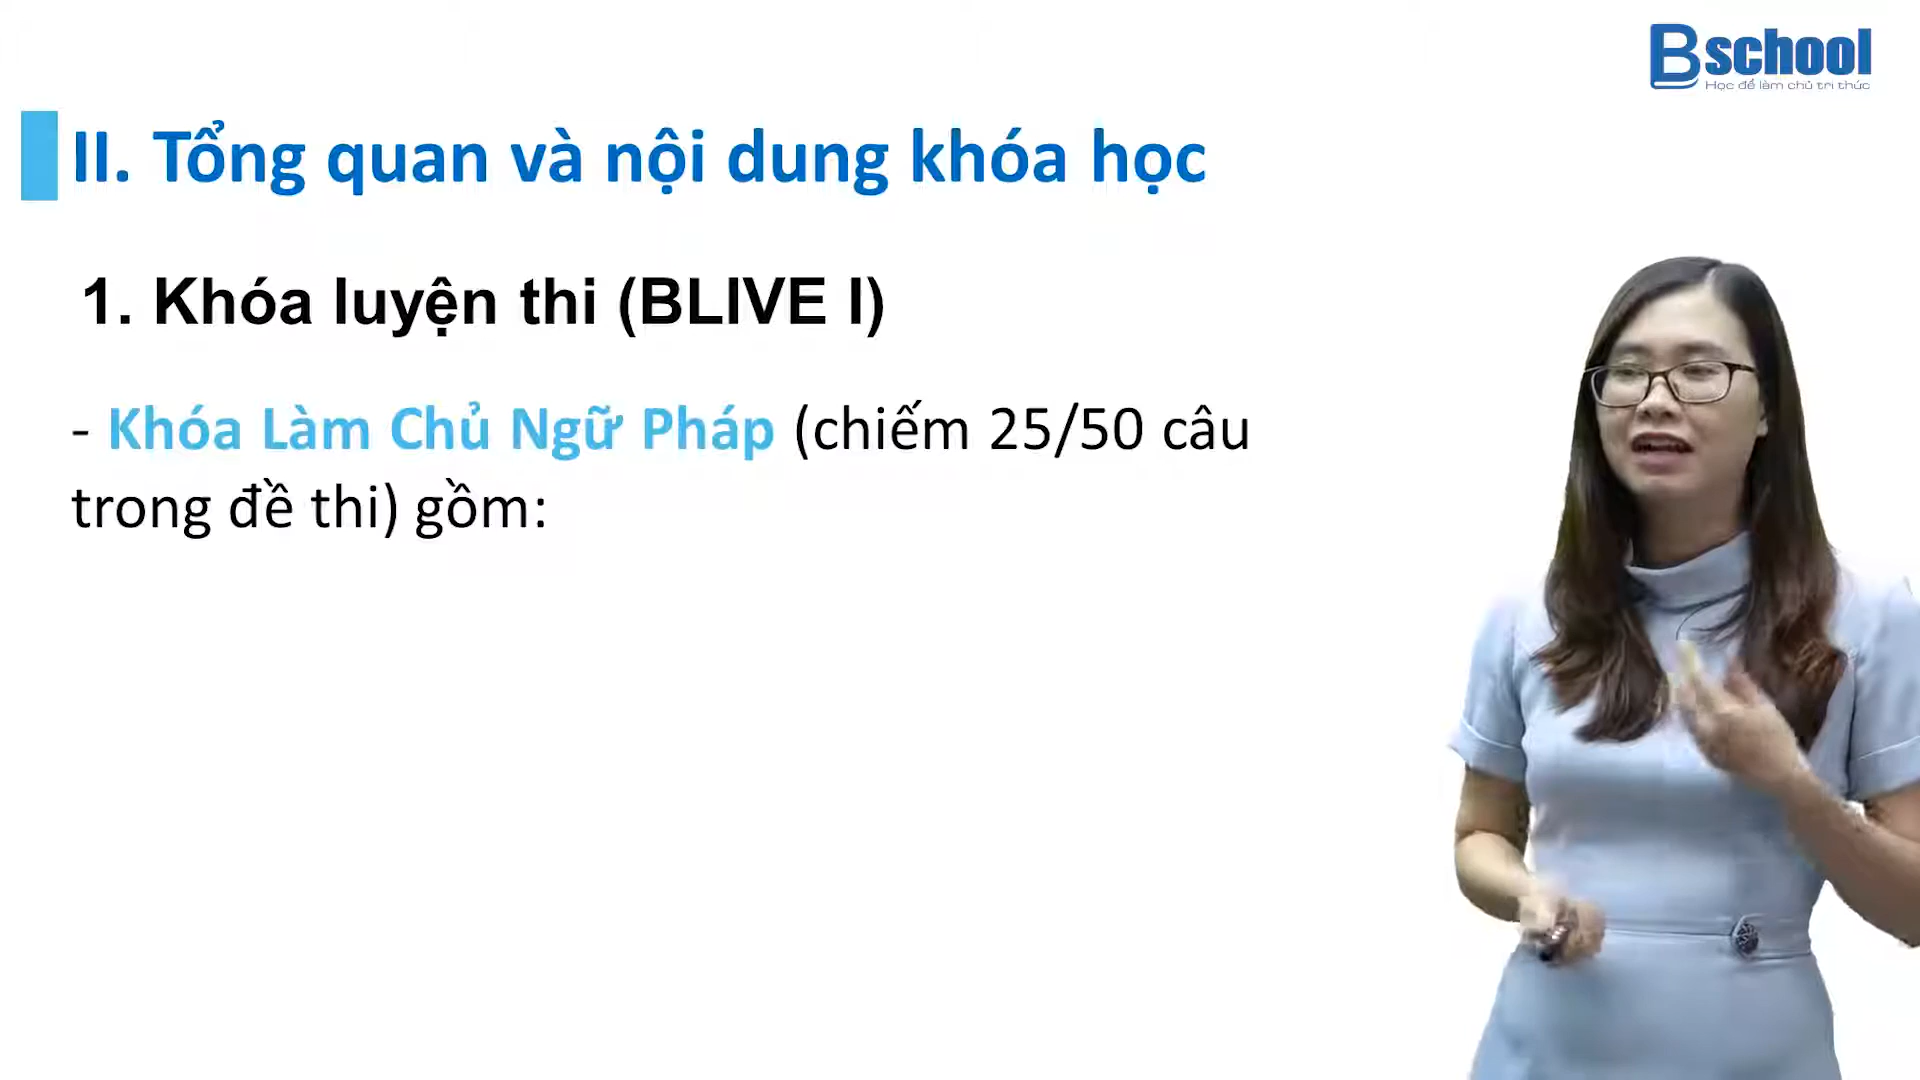 Bschool
Học để làm chủ tri thức
II. Tổng quan và nội dung khóa học
1. Khóa luyện thi (BLIVE I)
- Khóa Làm Chủ Ngữ Pháp (chiếm 25/50 câu
trong đề thi) gồm: